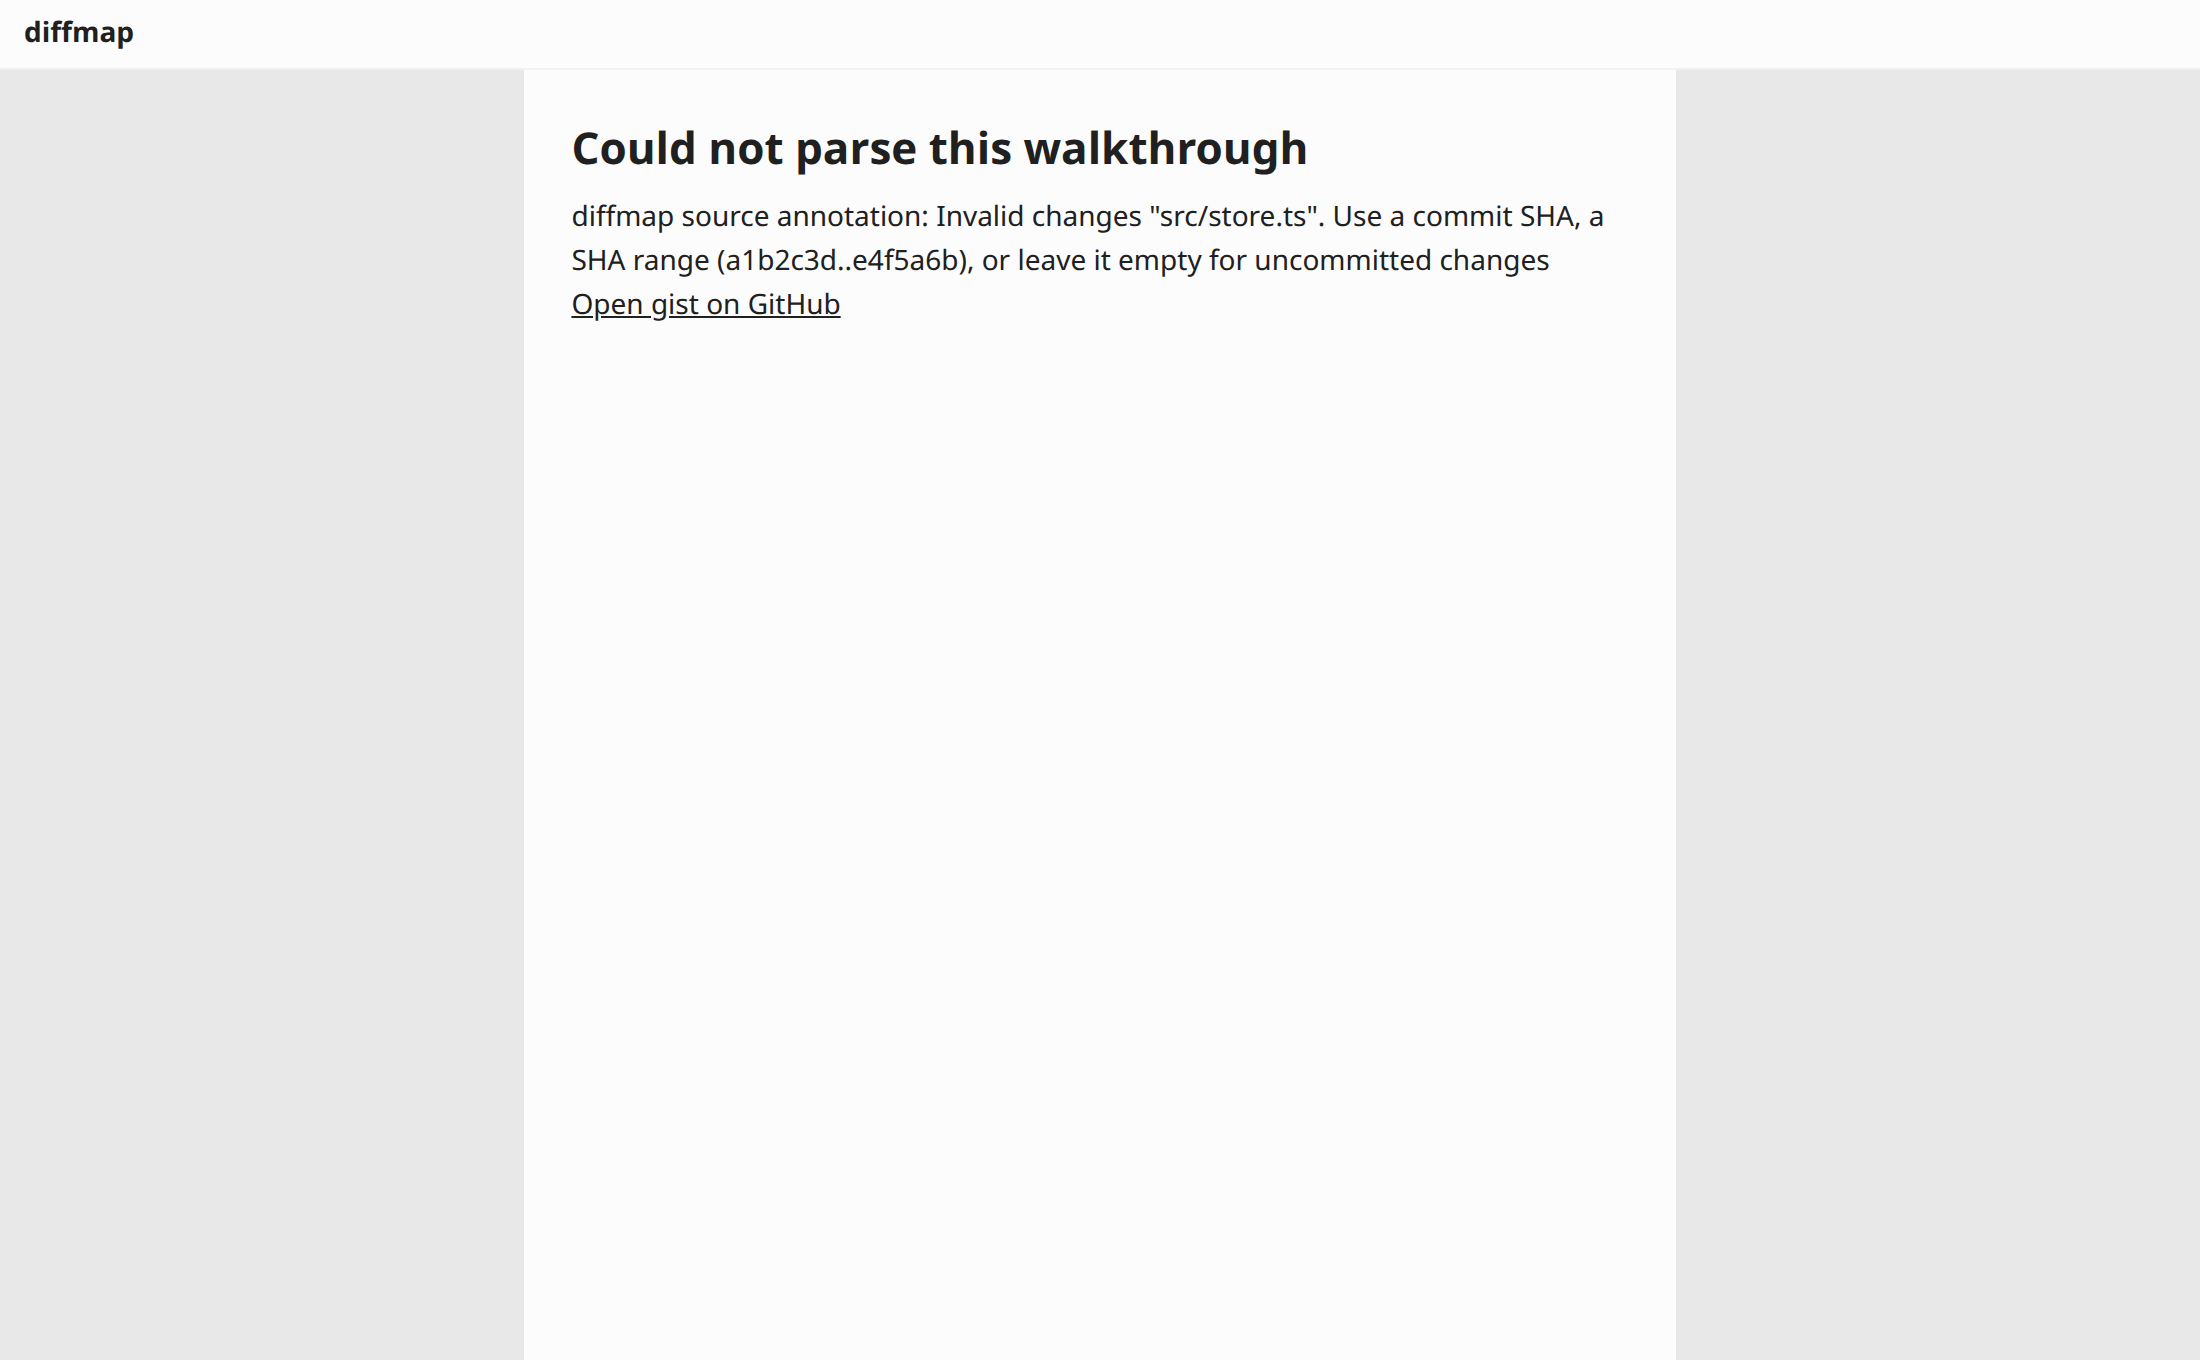 diffmap
Could not parse this walkthrough
diffmap source annotation: Invalid changes "src/store.ts". Use a commit SHA, a
SHA range (a1b2c3d..e4f5a6b), or leave it empty for uncommitted changes
Open gist on GitHub